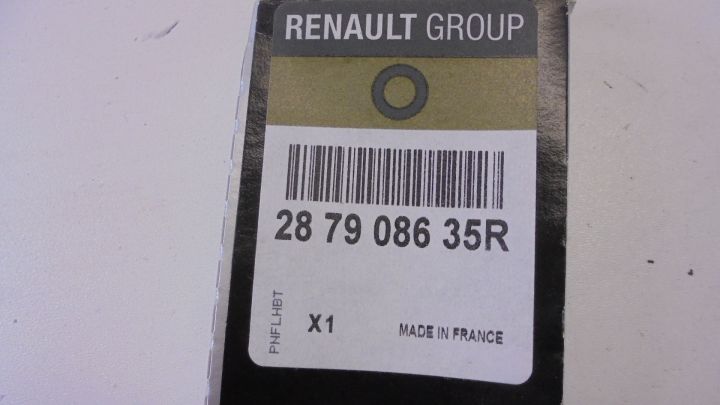 RENAULT GROUP
28 79 086 35R
PNFLHBT
X1
MADE IN FRANCE